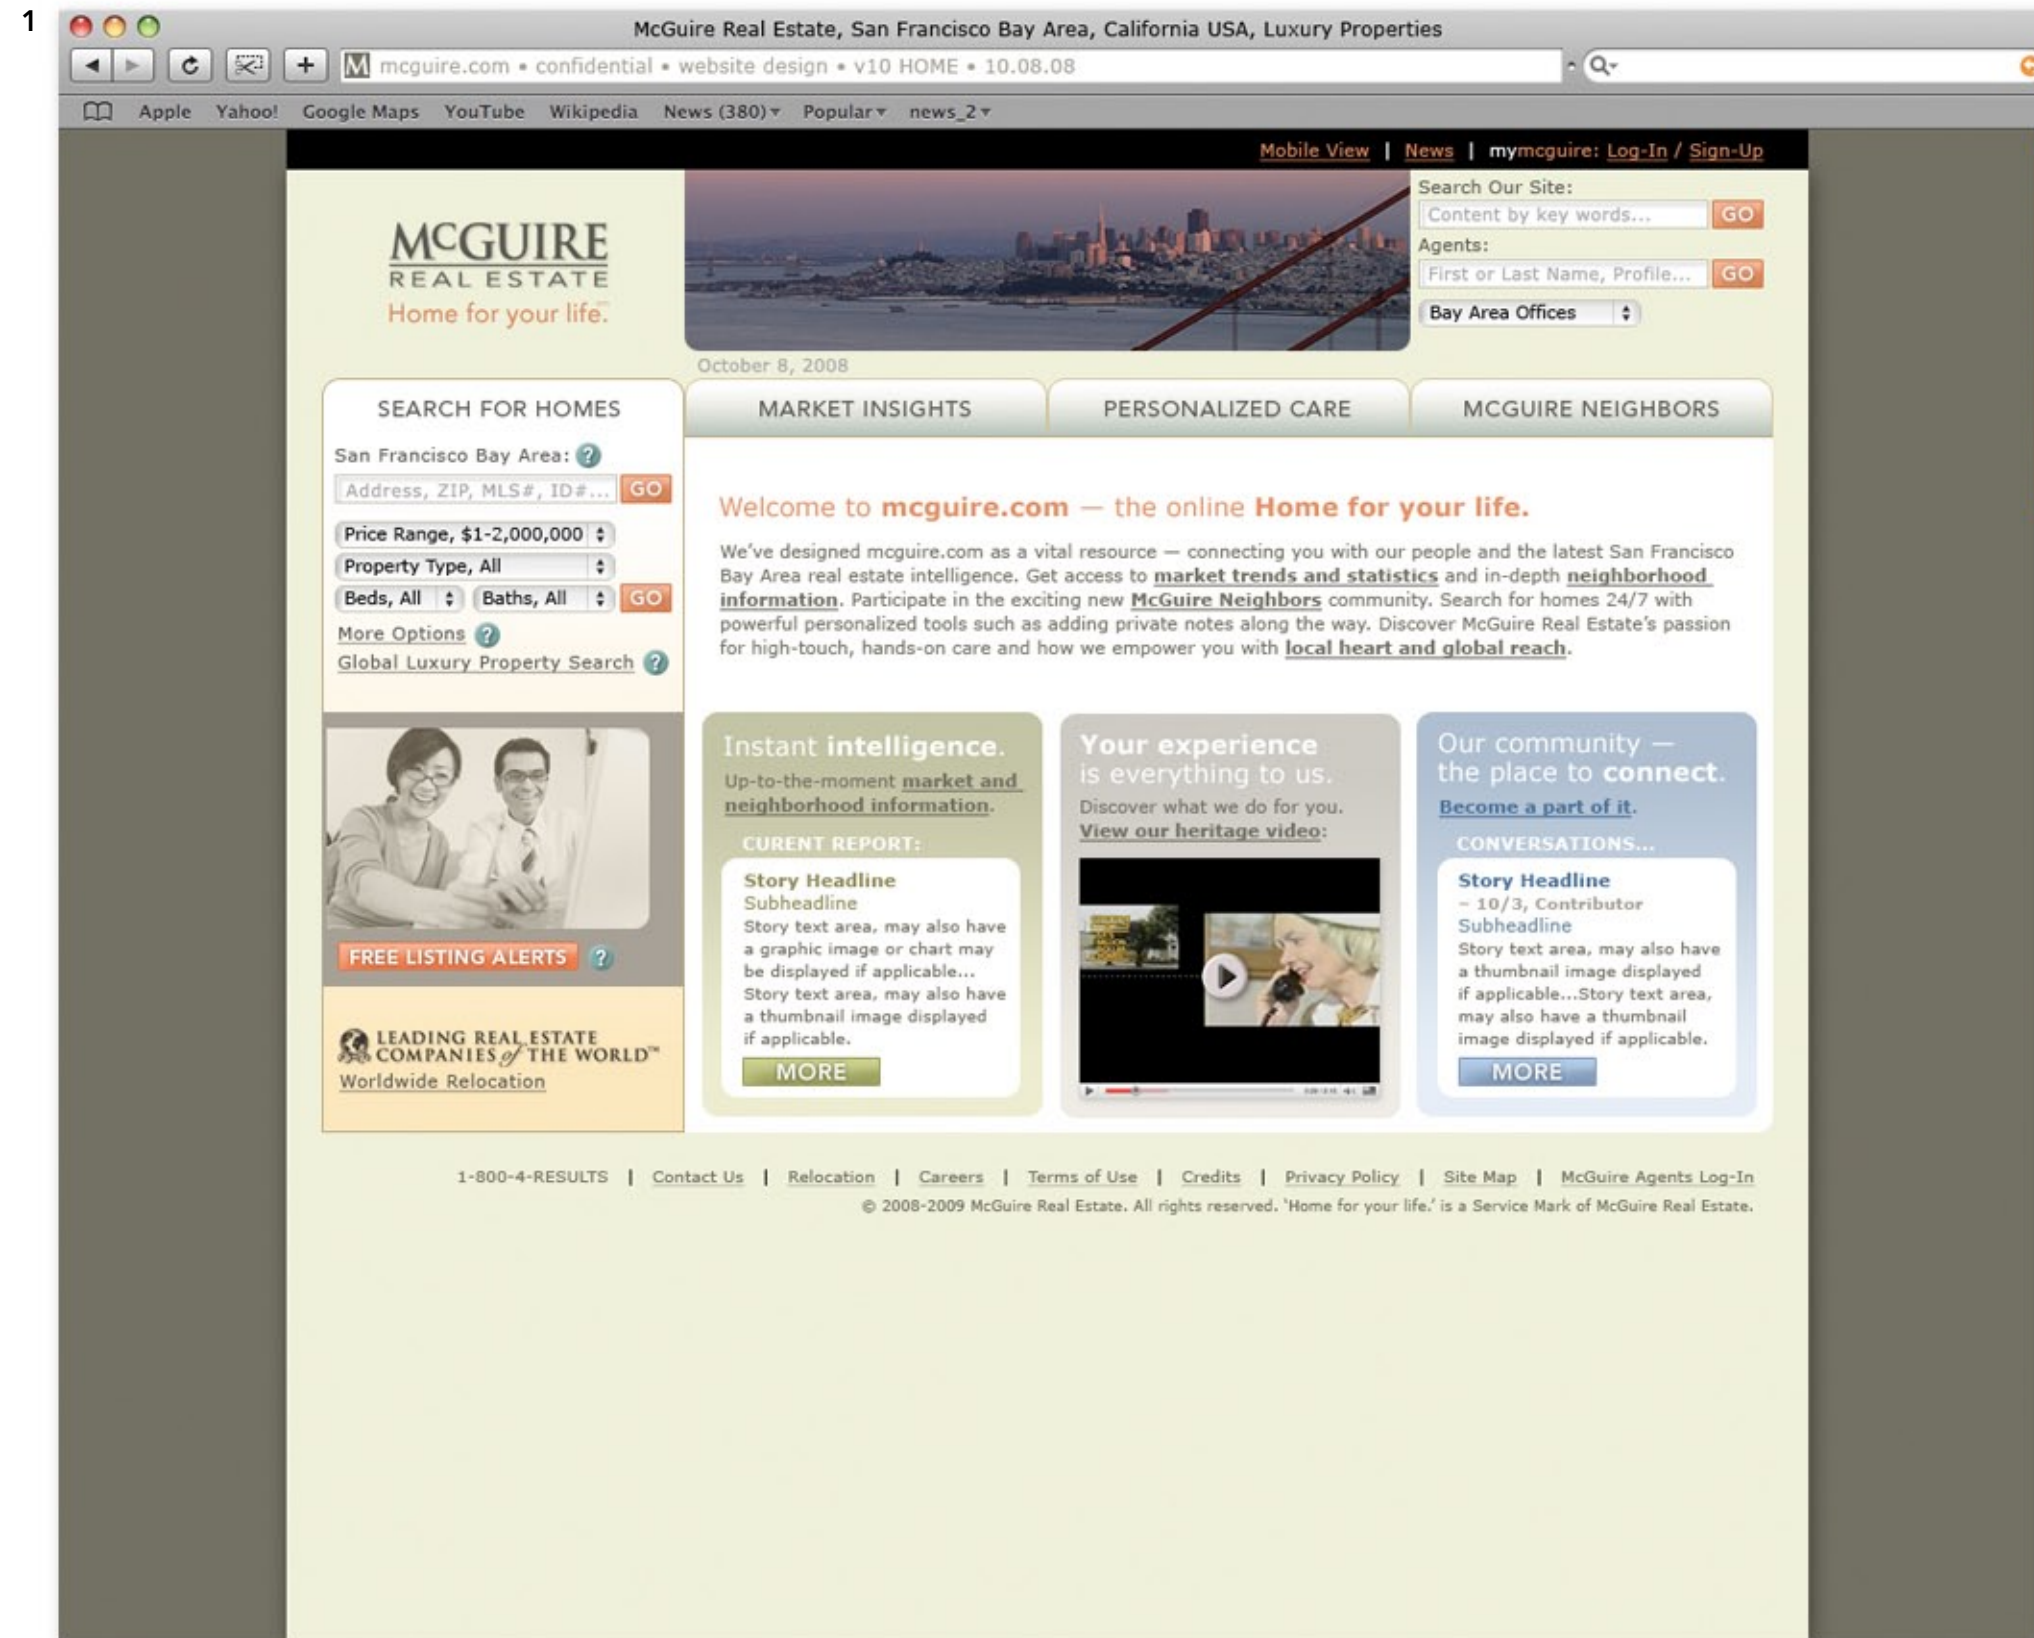 1
McGuire Real Estate, San Francisco Bay Area, California USA, Luxury Properties
M mcguire.com • confidential • website design • v10 HOME • 10.08.08
Apple Yahoo! Google Maps YouTube Wikipedia News (380) Popular news_2
Mobile View | News | mymcguire: Log-In / Sign-Up
MCGUIRE
REAL ESTATE
Home for your life.
Search Our Site:
Content by key words... GO
Agents:
First or Last Name, Profile... GO
Bay Area Offices
October 8, 2008
SEARCH FOR HOMES MARKET INSIGHTS PERSONALIZED CARE MCGUIRE NEIGHBORS
San Francisco Bay Area: ?
Address, ZIP, MLS#, ID#... GO
Price Range, $1-2,000,000
Property Type, All
Beds, All Baths, All GO
More Options ?
Global Luxury Property Search ?
FREE LISTING ALERTS ?
LEADING REAL ESTATE
COMPANIES of THE WORLD™
Worldwide Relocation
Welcome to mcguire.com — the online Home for your life.
We've designed mcguire.com as a vital resource — connecting you with our people and the latest San Francisco
Bay Area real estate intelligence. Get access to market trends and statistics and in-depth neighborhood
information. Participate in the exciting new McGuire Neighbors community. Search for homes 24/7 with
powerful personalized tools such as adding private notes along the way. Discover McGuire Real Estate's passion
for high-touch, hands-on care and how we empower you with local heart and global reach.
Instant intelligence.
Up-to-the-moment market and
neighborhood information.
CURENT REPORT:
Story Headline
Subheadline
Story text area, may also have
a graphic image or chart may
be displayed if applicable...
Story text area, may also have
a thumbnail image displayed
if applicable.
MORE
Your experience
is everything to us.
Discover what we do for you.
View our heritage video:
Our community —
the place to connect.
Become a part of it.
CONVERSATIONS...
Story Headline
– 10/3, Contributor
Subheadline
Story text area, may also have
a thumbnail image displayed
if applicable...Story text area,
may also have a thumbnail
image displayed if applicable.
MORE
1-800-4-RESULTS | Contact Us | Relocation | Careers | Terms of Use | Credits | Privacy Policy | Site Map | McGuire Agents Log-In
© 2008-2009 McGuire Real Estate. All rights reserved. 'Home for your life.' is a Service Mark of McGuire Real Estate.